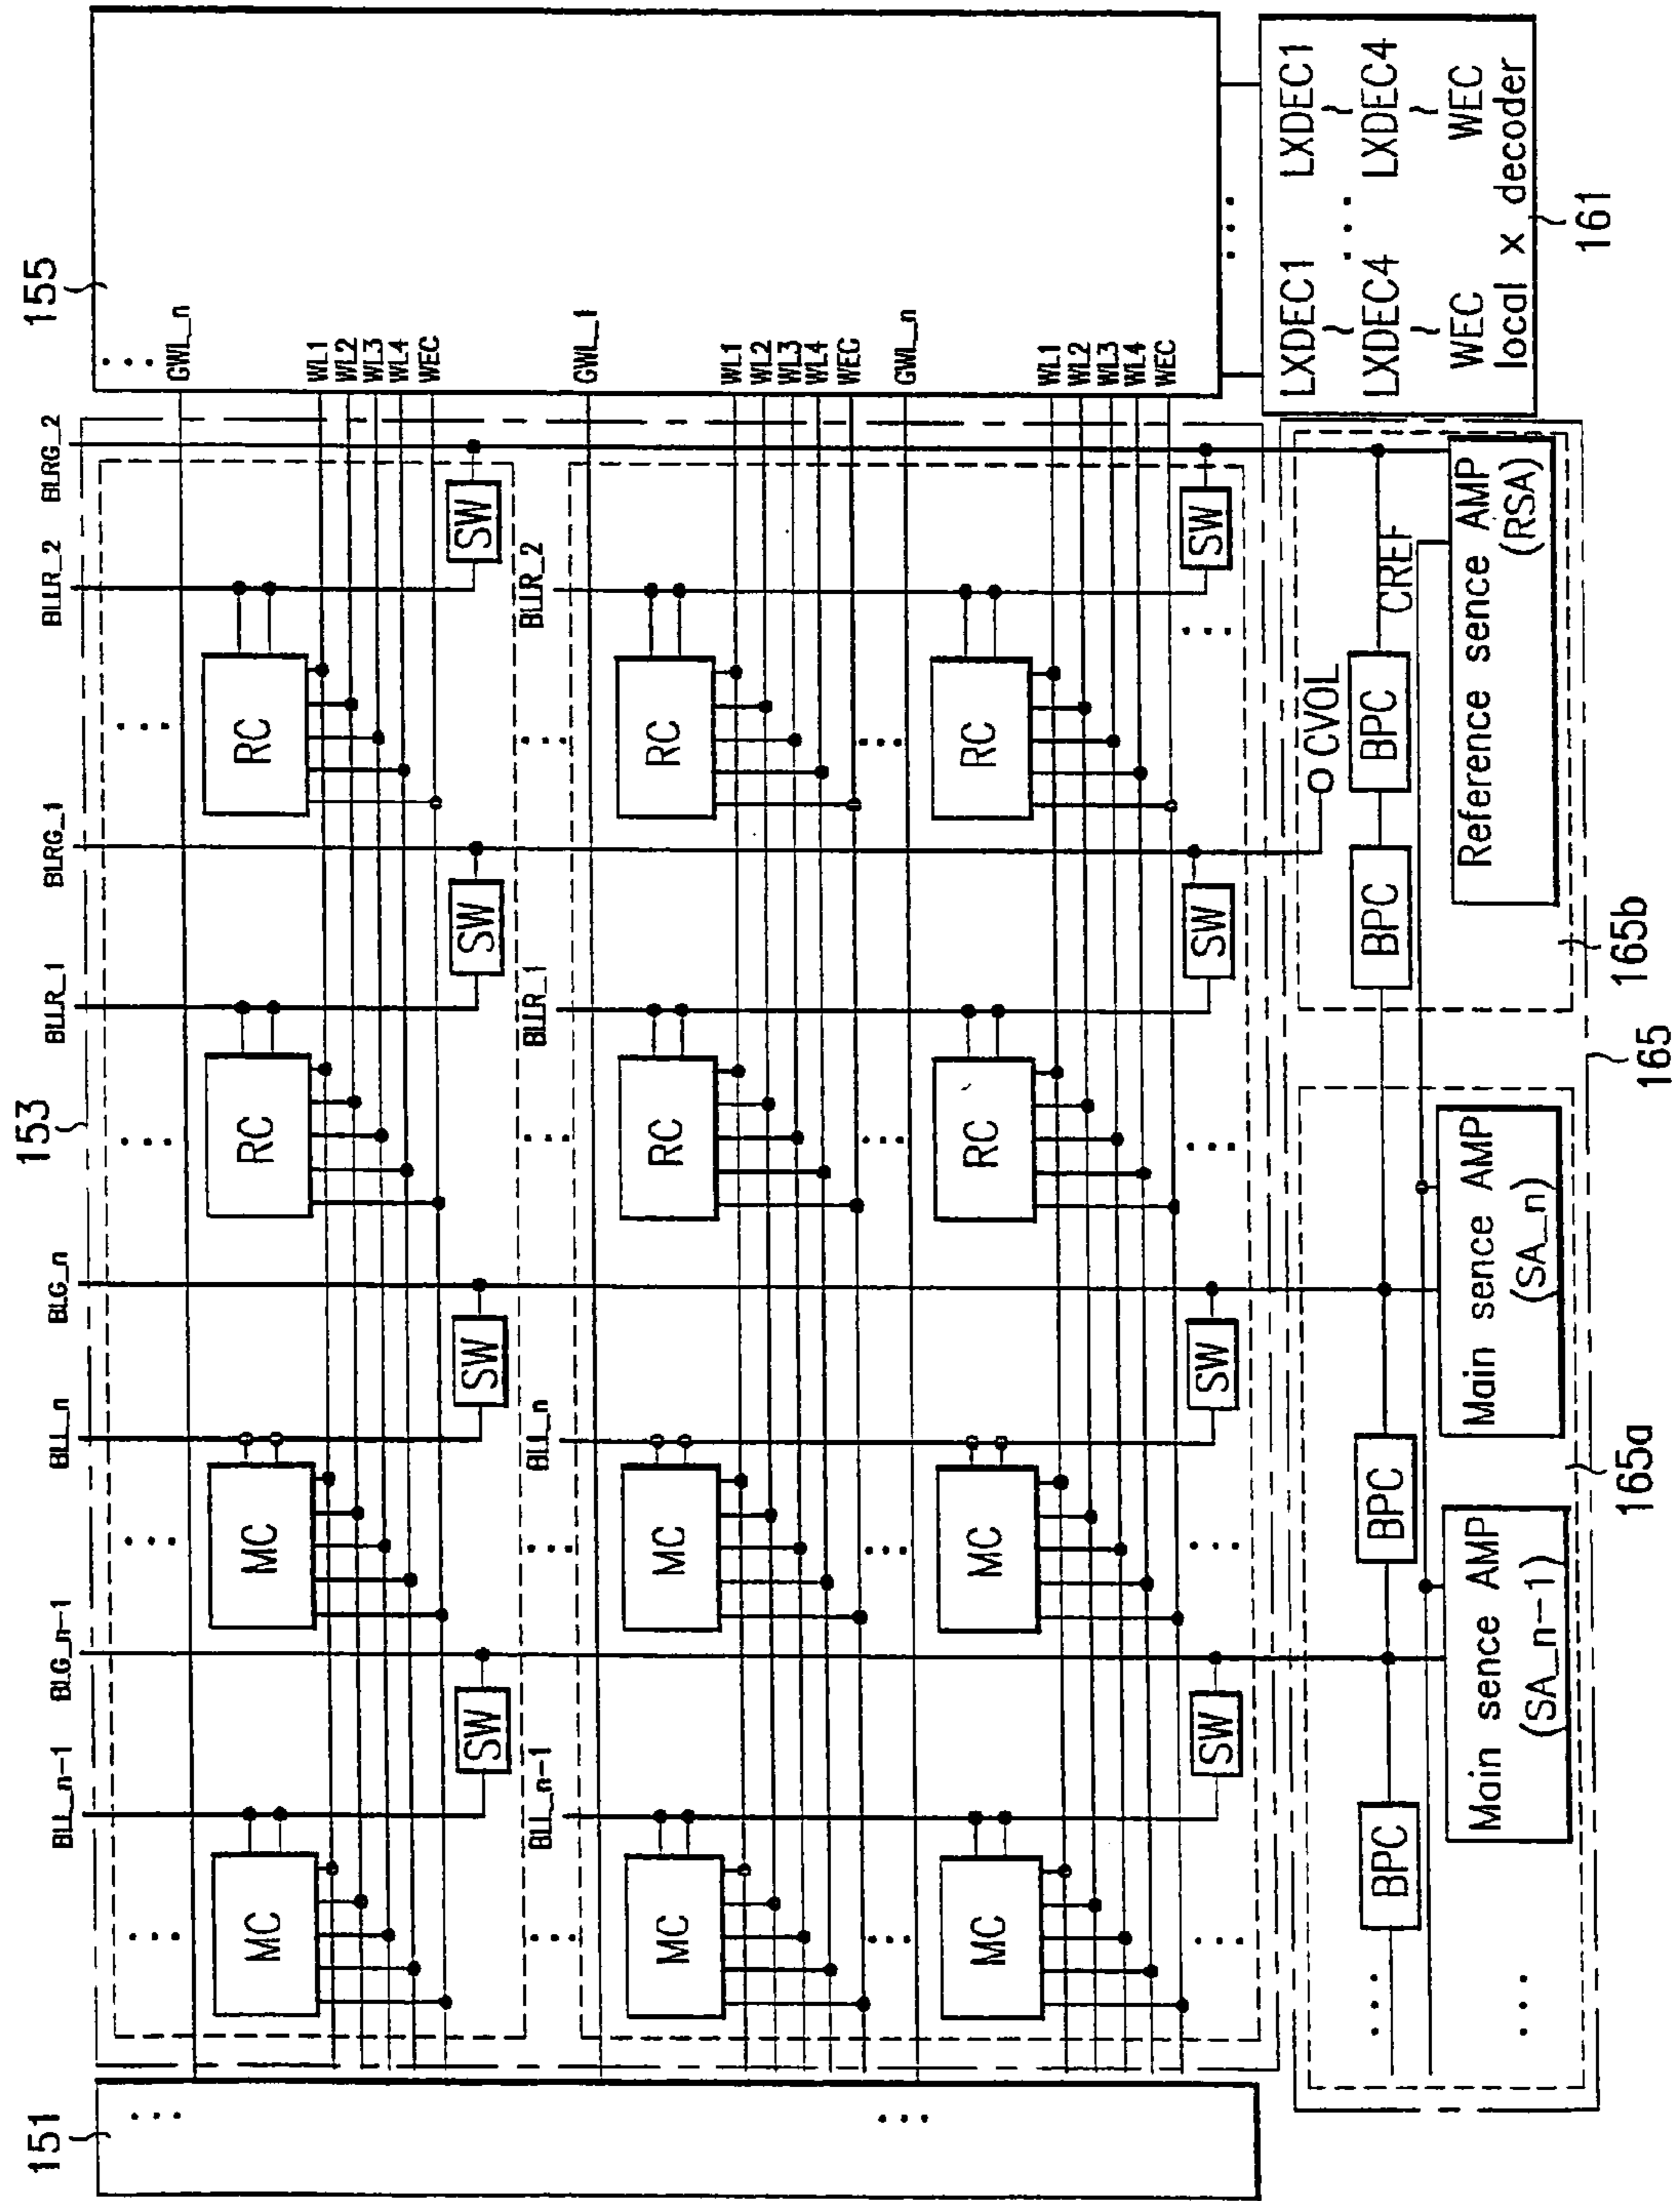 151
153
155
BLL_n-1
BLG_n-1
BLL_n
BLG_n
BLLR_1
BLRG_1
BLLR_2
BLRG_2
...
GWL_n
MC
MC
RC
RC
WL1
WL2
WL3
WL4
WEC
SW
SW
SW
SW
BLL_n-1
BLL_n
BLLR_1
BLLR_2
GWL_1
MC
MC
RC
RC
WL1
WL2
WL3
WL4
WEC
GWL_n
MC
MC
RC
RC
WL1
WL2
WL3
WL4
WEC
SW
SW
SW
SW
CVOL
BPC
BPC
BPC
BPC
CREF
Main sence AMP
(SA_n-1)
Main sence AMP
(SA_n)
Reference sence AMP
(RSA)
LXDEC1 LXDEC1
~ ~
LXDEC4 ... LXDEC4
~ ~
WEC WEC
local x decoder
165a
165
165b
161